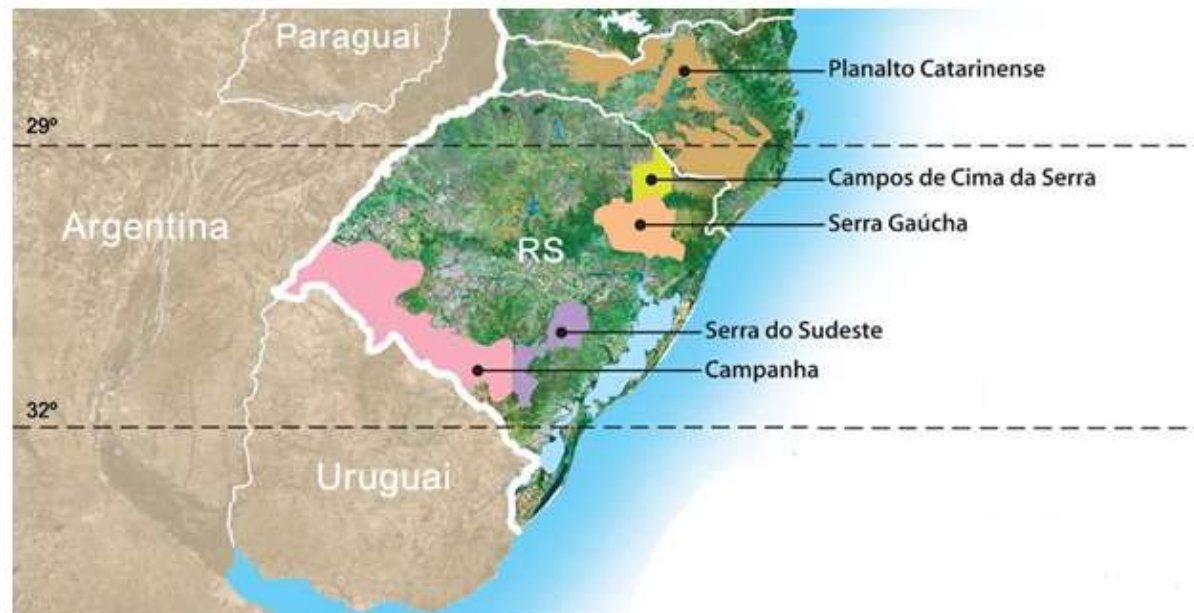 Paraguai
Planalto Catarinense
29º
Campos de Cima da Serra
Serra Gaúcha
Argentina
RS
Serra do Sudeste
Campanha
32º
Uruguai